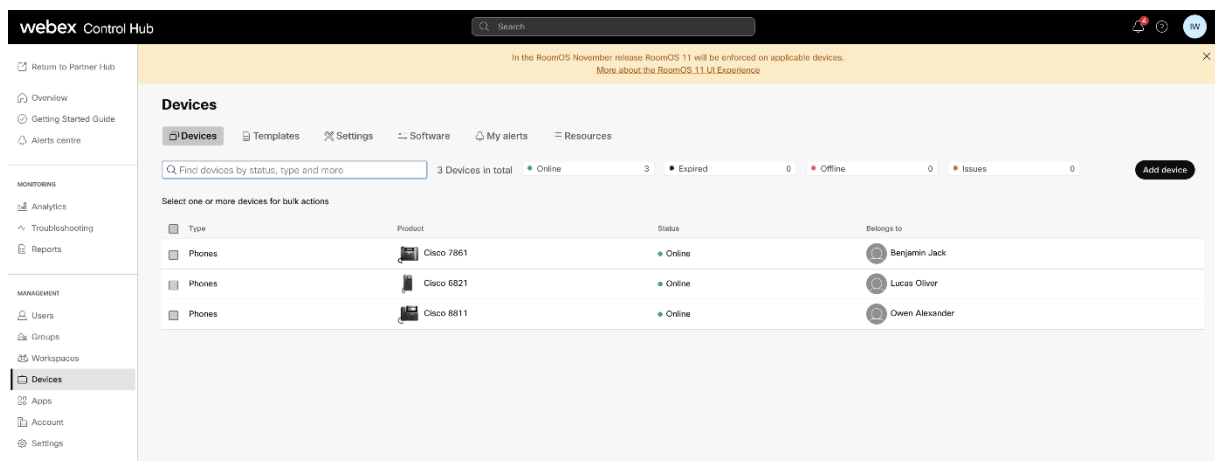 webex Control Hub
Search
4
IW
Return to Partner Hub
Overview
Getting Started Guide
Alerts centre
MONITORING
Analytics
Troubleshooting
Reports
MANAGEMENT
Users
Groups
Workspaces
Devices
Apps
Account
Settings
In the RoomOS November release RoomOS 11 will be enforced on applicable devices.
More about the RoomOS 11 UI Experience
Devices
Devices Templates Settings Software My alerts Resources
Find devices by status, type and more 3 Devices in total Online 3 Expired 0 Offline 0 Issues 0 Add device
Select one or more devices for bulk actions
Type Product Status Belongs to
Phones Cisco 7861 Online Benjamin Jack
Phones Cisco 6821 Online Lucas Oliver
Phones Cisco 8811 Online Owen Alexander